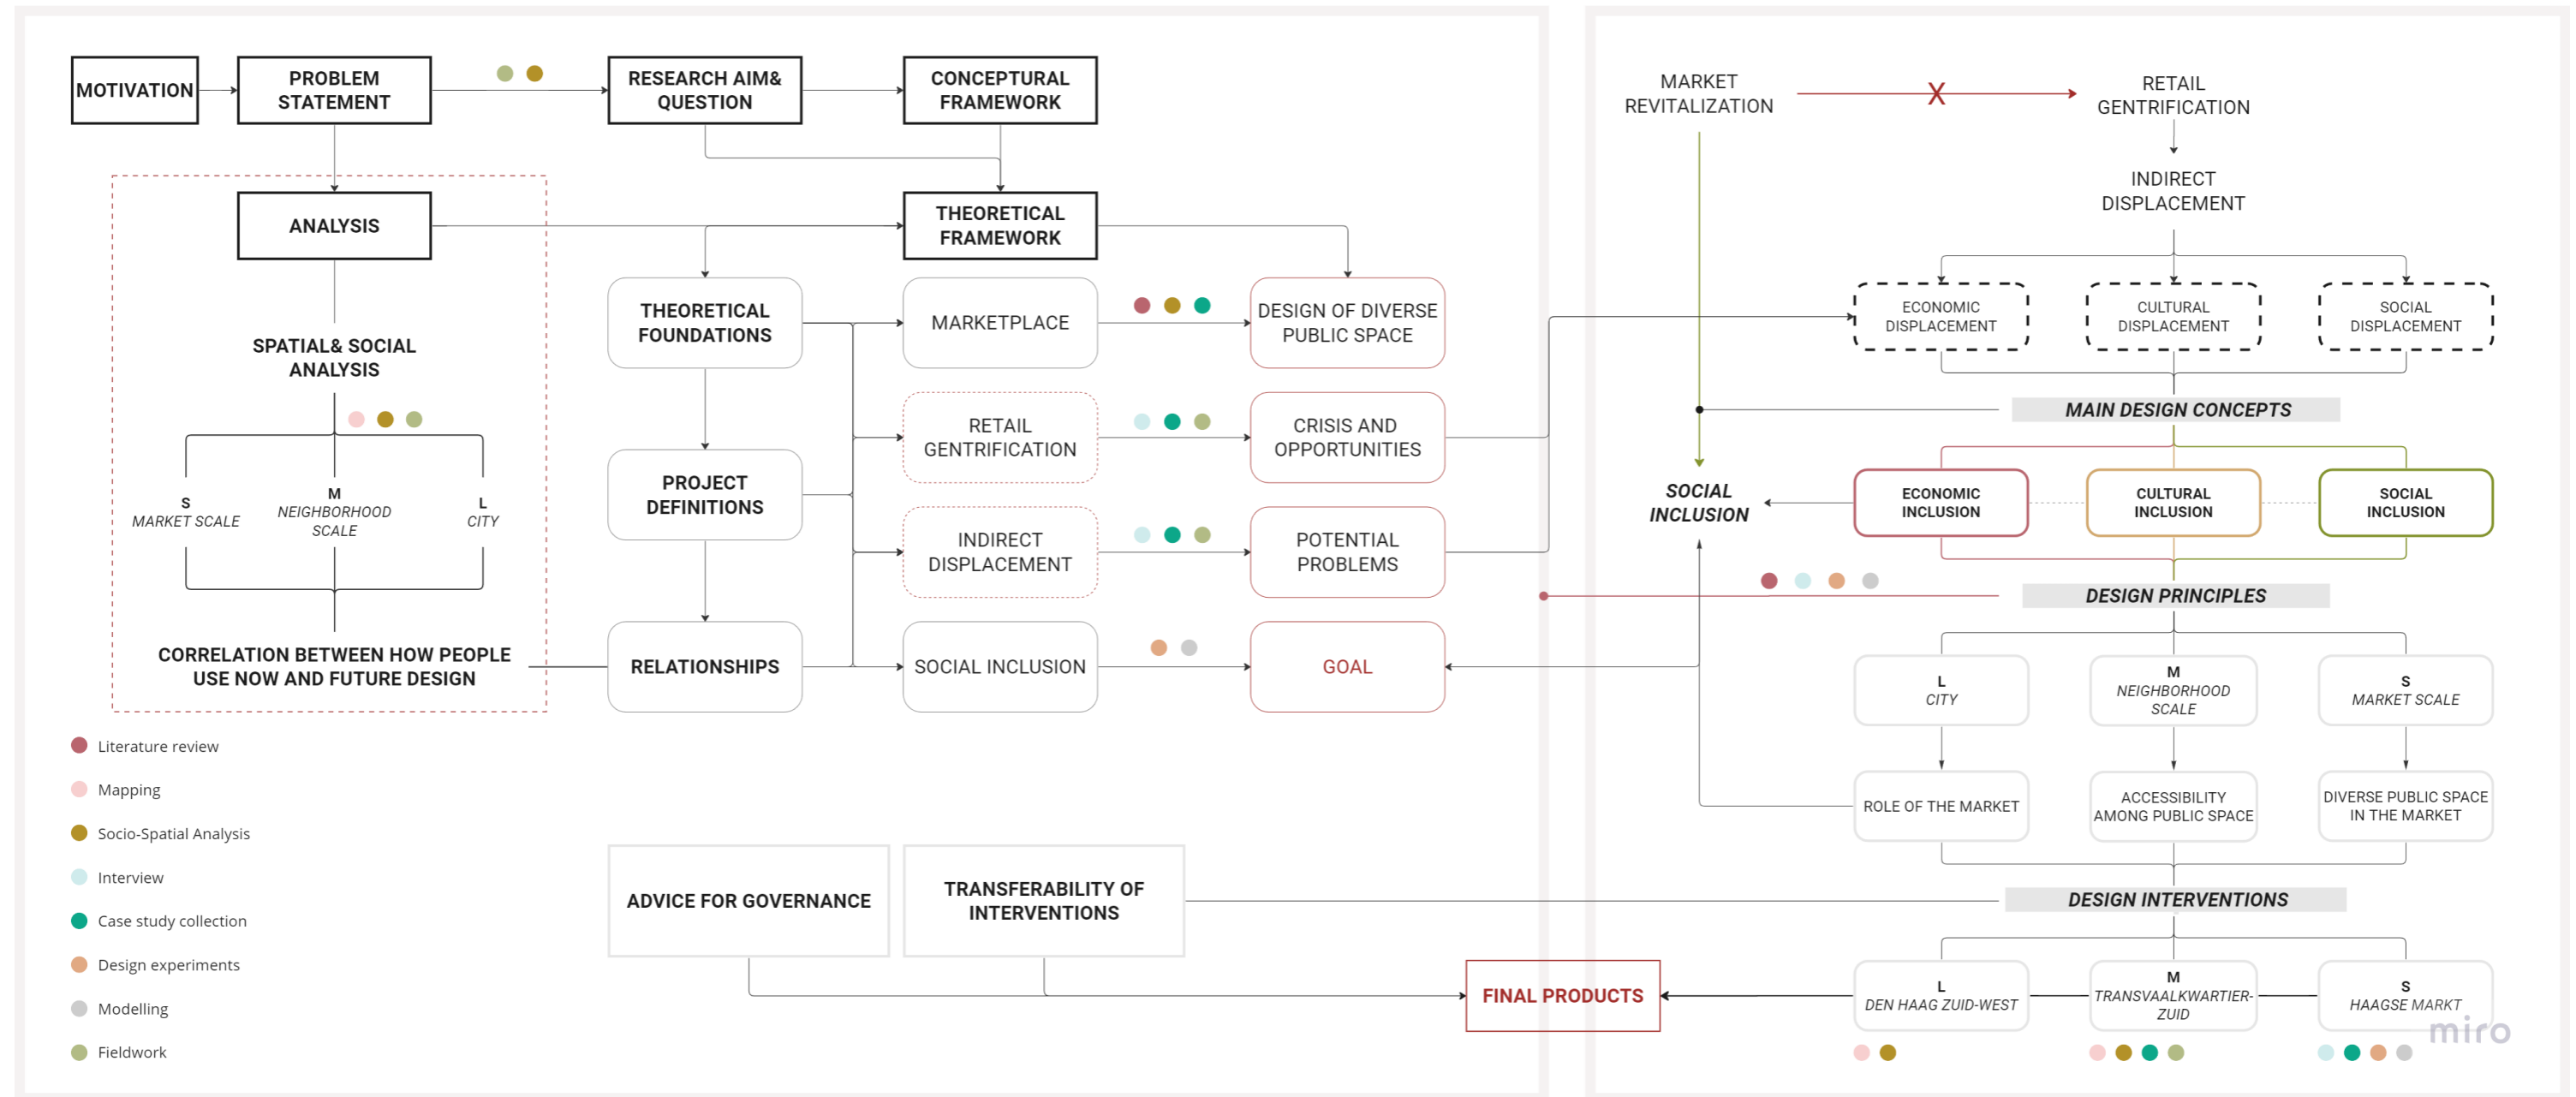 MOTIVATION
PROBLEM
STATEMENT
RESEARCH AIM&
QUESTION
CONCEPTURAL
FRAMEWORK
ANALYSIS
THEORETICAL
FRAMEWORK
SPATIAL& SOCIAL
ANALYSIS
S
MARKET SCALE
M
NEIGHBORHOOD
SCALE
L
CITY
CORRELATION BETWEEN HOW PEOPLE
USE NOW AND FUTURE DESIGN
THEORETICAL
FOUNDATIONS
PROJECT
DEFINITIONS
RELATIONSHIPS
MARKETPLACE
RETAIL
GENTRIFICATION
INDIRECT
DISPLACEMENT
SOCIAL INCLUSION
DESIGN OF DIVERSE
PUBLIC SPACE
CRISIS AND
OPPORTUNITIES
POTENTIAL
PROBLEMS
GOAL
Literature review
Mapping
Socio-Spatial Analysis
Interview
Case study collection
Design experiments
Modelling
Fieldwork
ADVICE FOR GOVERNANCE
TRANSFERABILITY OF
INTERVENTIONS
FINAL PRODUCTS
MARKET
REVITALIZATION
X
RETAIL
GENTRIFICATION
INDIRECT
DISPLACEMENT
ECONOMIC
DISPLACEMENT
CULTURAL
DISPLACEMENT
SOCIAL
DISPLACEMENT
MAIN DESIGN CONCEPTS
SOCIAL
INCLUSION
ECONOMIC
INCLUSION
CULTURAL
INCLUSION
SOCIAL
INCLUSION
DESIGN PRINCIPLES
L
CITY
M
NEIGHBORHOOD
SCALE
S
MARKET SCALE
ROLE OF THE MARKET
ACCESSIBILITY
AMONG PUBLIC SPACE
DIVERSE PUBLIC SPACE
IN THE MARKET
DESIGN INTERVENTIONS
L
DEN HAAG ZUID-WEST
M
TRANSVAALKWARTIER-
ZUID
S
HAAGSE MARKT
miro